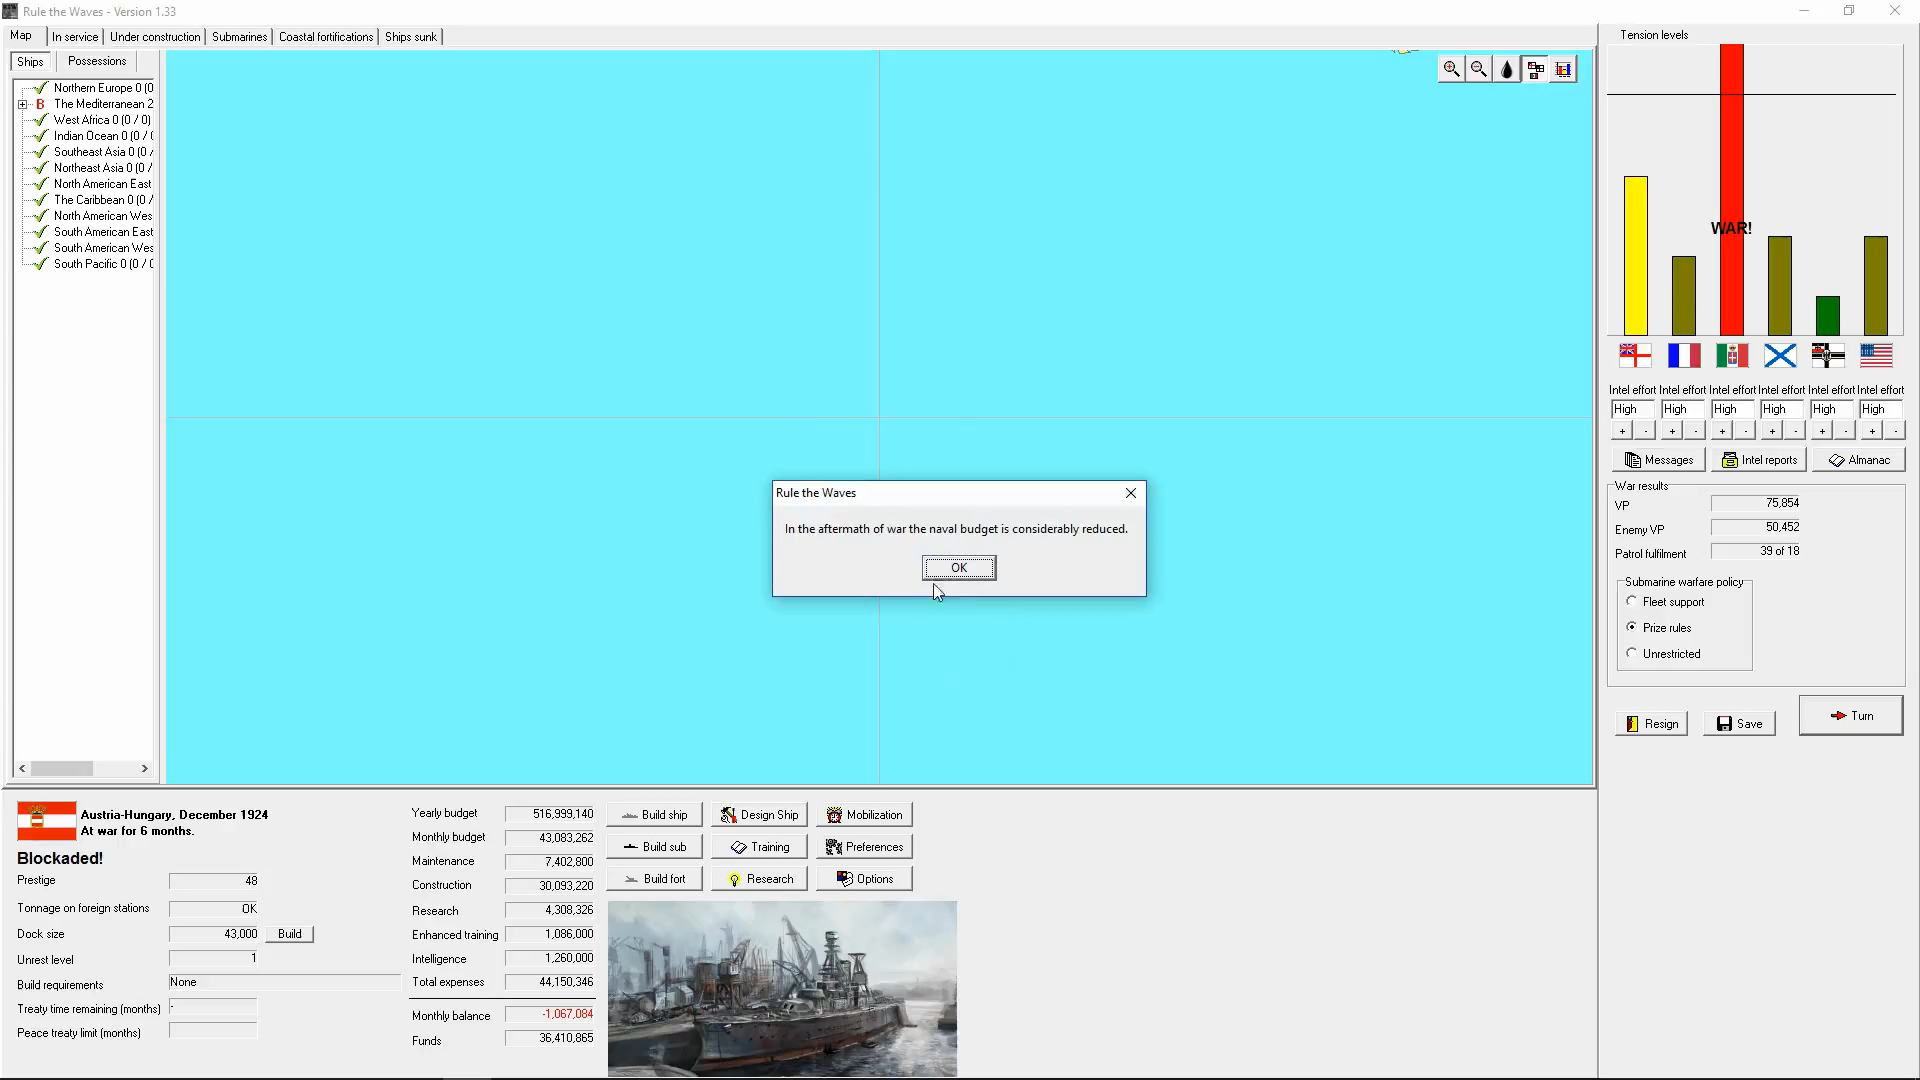 Rule the Waves - Version 1.33
Map
In service
Under construction
Submarines
Coastal fortifications
Ships sunk
Ships
Possessions
Northern Europe 0 (0
B The Mediterranean 2
West Africa 0 (0 / 0)
Indian Ocean 0 (0 / 0
Southeast Asia 0 (0 /
Northeast Asia 0 (0 /
North American East
The Caribbean 0 (0 /
North American Wes
South American East
South American Wes
South Pacific 0 (0 / 0
Rule the Waves
In the aftermath of war the naval budget is considerably reduced.
OK
Tension levels
WAR!
Intel effort Intel effort Intel effort Intel effort Intel effort Intel effort
High High High High High High
+ - + - + - + - + - + -
Messages
Intel reports
Almanac
War results
VP 75,854
Enemy VP 50,452
Patrol fulfilment 39 of 18
Submarine warfare policy
Fleet support
Prize rules
Unrestricted
Resign
Save
Turn
Austria-Hungary, December 1924
At war for 6 months.
Blockaded!
Prestige 48
Tonnage on foreign stations OK
Dock size 43,000 Build
Unrest level 1
Build requirements None
Treaty time remaining (months) -
Peace treaty limit (months)
Yearly budget 516,999,140
Monthly budget 43,083,262
Maintenance 7,402,800
Construction 30,093,220
Research 4,308,326
Enhanced training 1,086,000
Intelligence 1,260,000
Total expenses 44,150,346
Monthly balance -1,067,084
Funds 36,410,865
Build ship
Design Ship
Mobilization
Build sub
Training
Preferences
Build fort
Research
Options